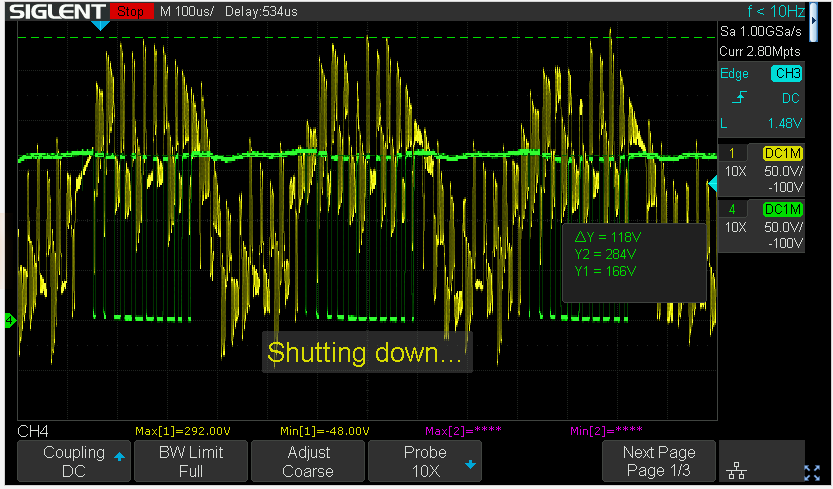 SIGLENT Stop M 100us/ Delay:534us f < 10Hz
Sa 1.00GSa/s
Curr 2.80Mpts
Edge CH3
DC
L 1.48V
1 DC1M
10X 50.0V/
-100V
4 DC1M
10X 50.0V/
-100V
△Y = 118V
Y2 = 284V
Y1 = 166V
4
Shutting down...
CH4 Max[1]=292.00V Min[1]=-48.00V Max[2]=**** Min[2]=****
Coupling
DC
BW Limit
Full
Adjust
Coarse
Probe
10X
Next Page
Page 1/3